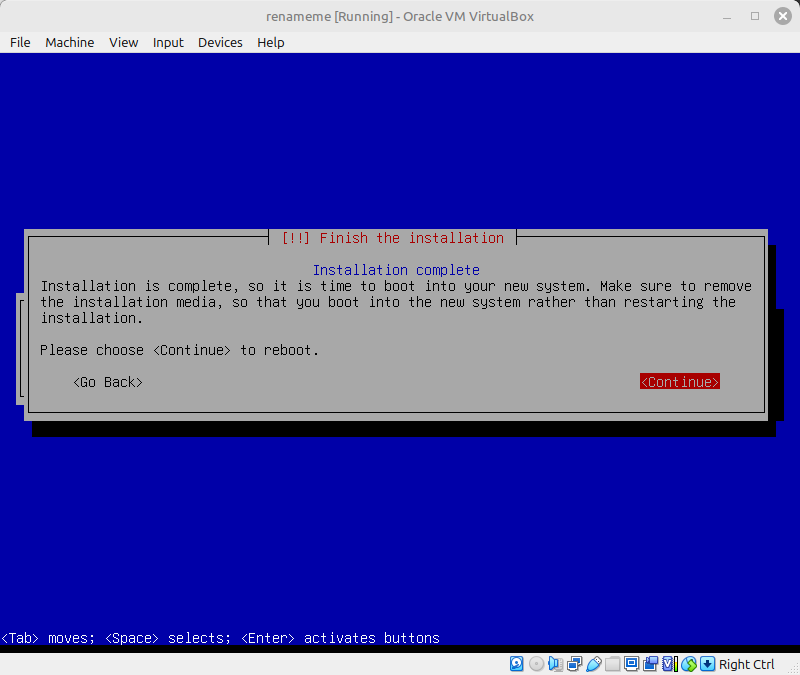 renameme [Running] - Oracle VM VirtualBox
File Machine View Input Devices Help
[!!] Finish the installation
Installation complete
Installation is complete, so it is time to boot into your new system. Make sure to remove
the installation media, so that you boot into the new system rather than restarting the
installation.
Please choose <Continue> to reboot.
<Go Back> <Continue>
<Tab> moves; <Space> selects; <Enter> activates buttons
Right Ctrl